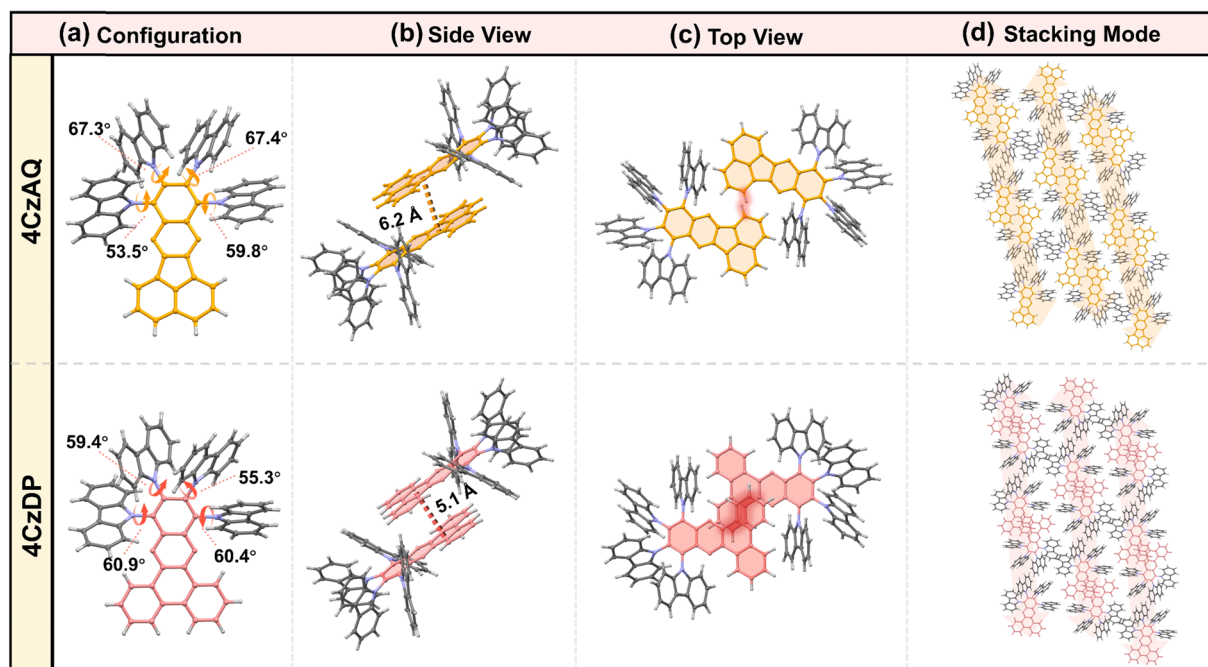 (a) Configuration
(b) Side View
(c) Top View
(d) Stacking Mode
4CzAQ
67.3°
67.4°
53.5°
59.8°
6.2 Å
4CzDP
59.4°
55.3°
60.9°
60.4°
5.1 Å